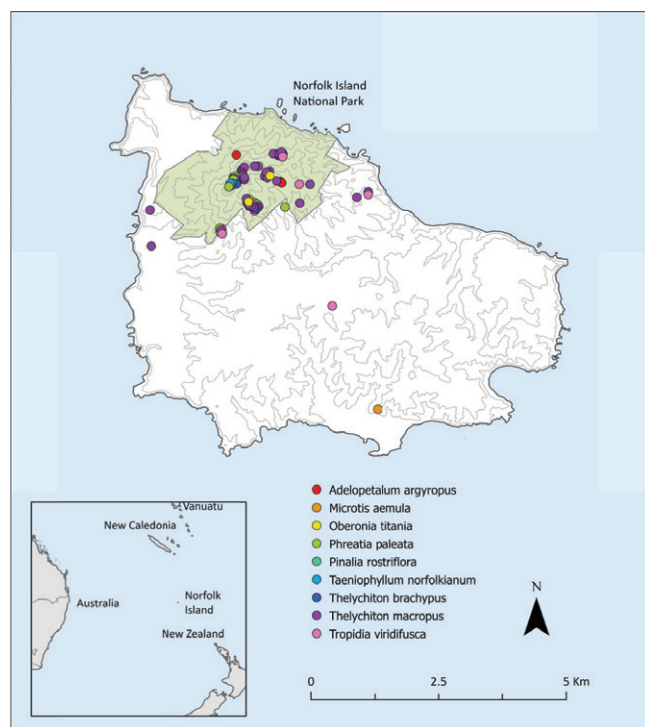 Norfolk Island
National Park
Adelopetalum argyropus
Microtis aemula
Oberonia titania
Phreatia paleata
Pinalia rostriflora
Taeniophyllum norfolkianum
Thelychiton brachypus
Thelychiton macropus
Tropidia viridifusca
Vanuatu
New Caledonia
Australia
Norfolk
Island
New Zealand
N
0
2.5
5 Km